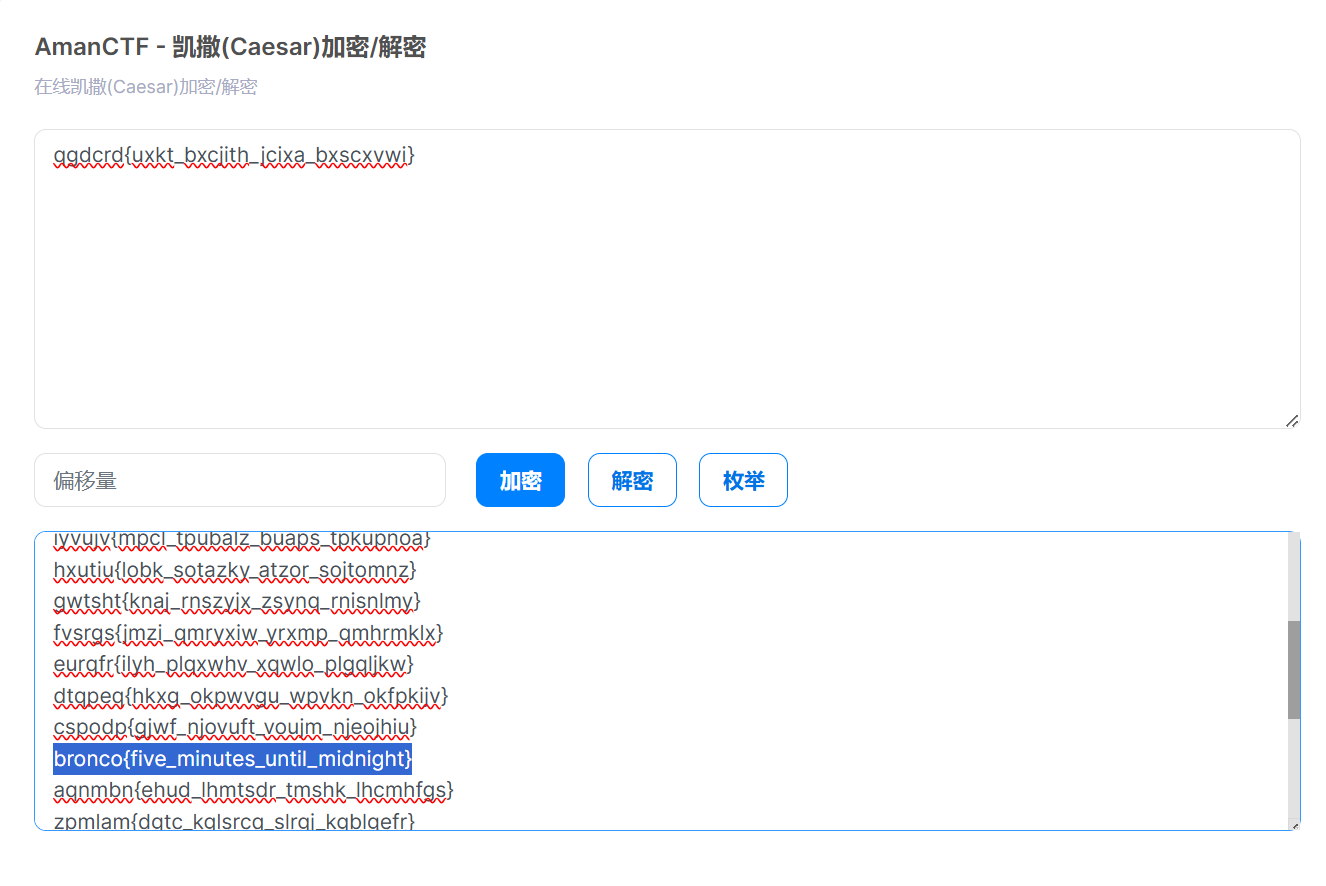 AmanCTF - 凯撒(Caesar)加密/解密
在线凯撒(Caesar)加密/解密
qgdcrd{uxkt_bxcjith_jcixa_bxscxvwi}
偏移量 加密 解密 枚举
iyvujv{mpcl_tpubalz_buaps_tpkupnoa}
hxutiu{lobk_sotazky_atzor_sojtomnz}
gwtsht{knaj_rnszyjx_zsynq_rnisnlmy}
fvsrgs{jmzi_qmryxiw_yrxmp_qmhrmklx}
eurqfr{ilyh_plqxwhv_xqwlo_plgqljkw}
dtqpeq{hkxg_okpwvgu_wpvkn_okfpkijv}
cspodp{gjwf_njovuft_voujm_njeojhiu}
bronco{five_minutes_until_midnight}
aqnmbn{ehud_lhmtsdr_tmshk_lhcmhfgs}
zpmlam{dgtc_kglsrcq_slrgj_kgblgefr}